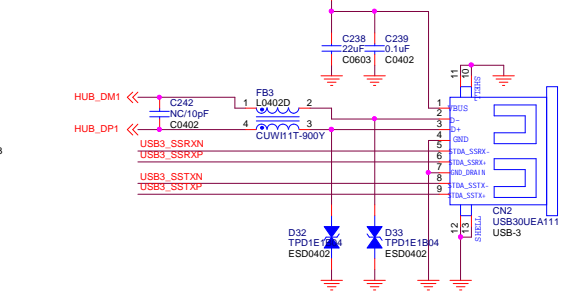 C238
22uF
C0603
C239
0.1uF
C0402
11
10
SHELL
HUB_DM1
C242
NC/10pF
C0402
HUB_DP1
FB3
L0402D
1
2
4
3
CUWI11T-900Y
1
VBUS
2
D-
3
D+
4
GND
USB3_SSRXN
5
STDA_SSRX-
USB3_SSRXP
6
STDA_SSRX+
7
GND_DRAIN
USB3_SSTXN
8
STDA_SSTX-
USB3_SSTXP
9
STDA_SSTX+
12
13
SHELL
CN2
USB30UEA111
USB-3
D32
TPD1E1B04
ESD0402
D33
TPD1E1B04
ESD0402